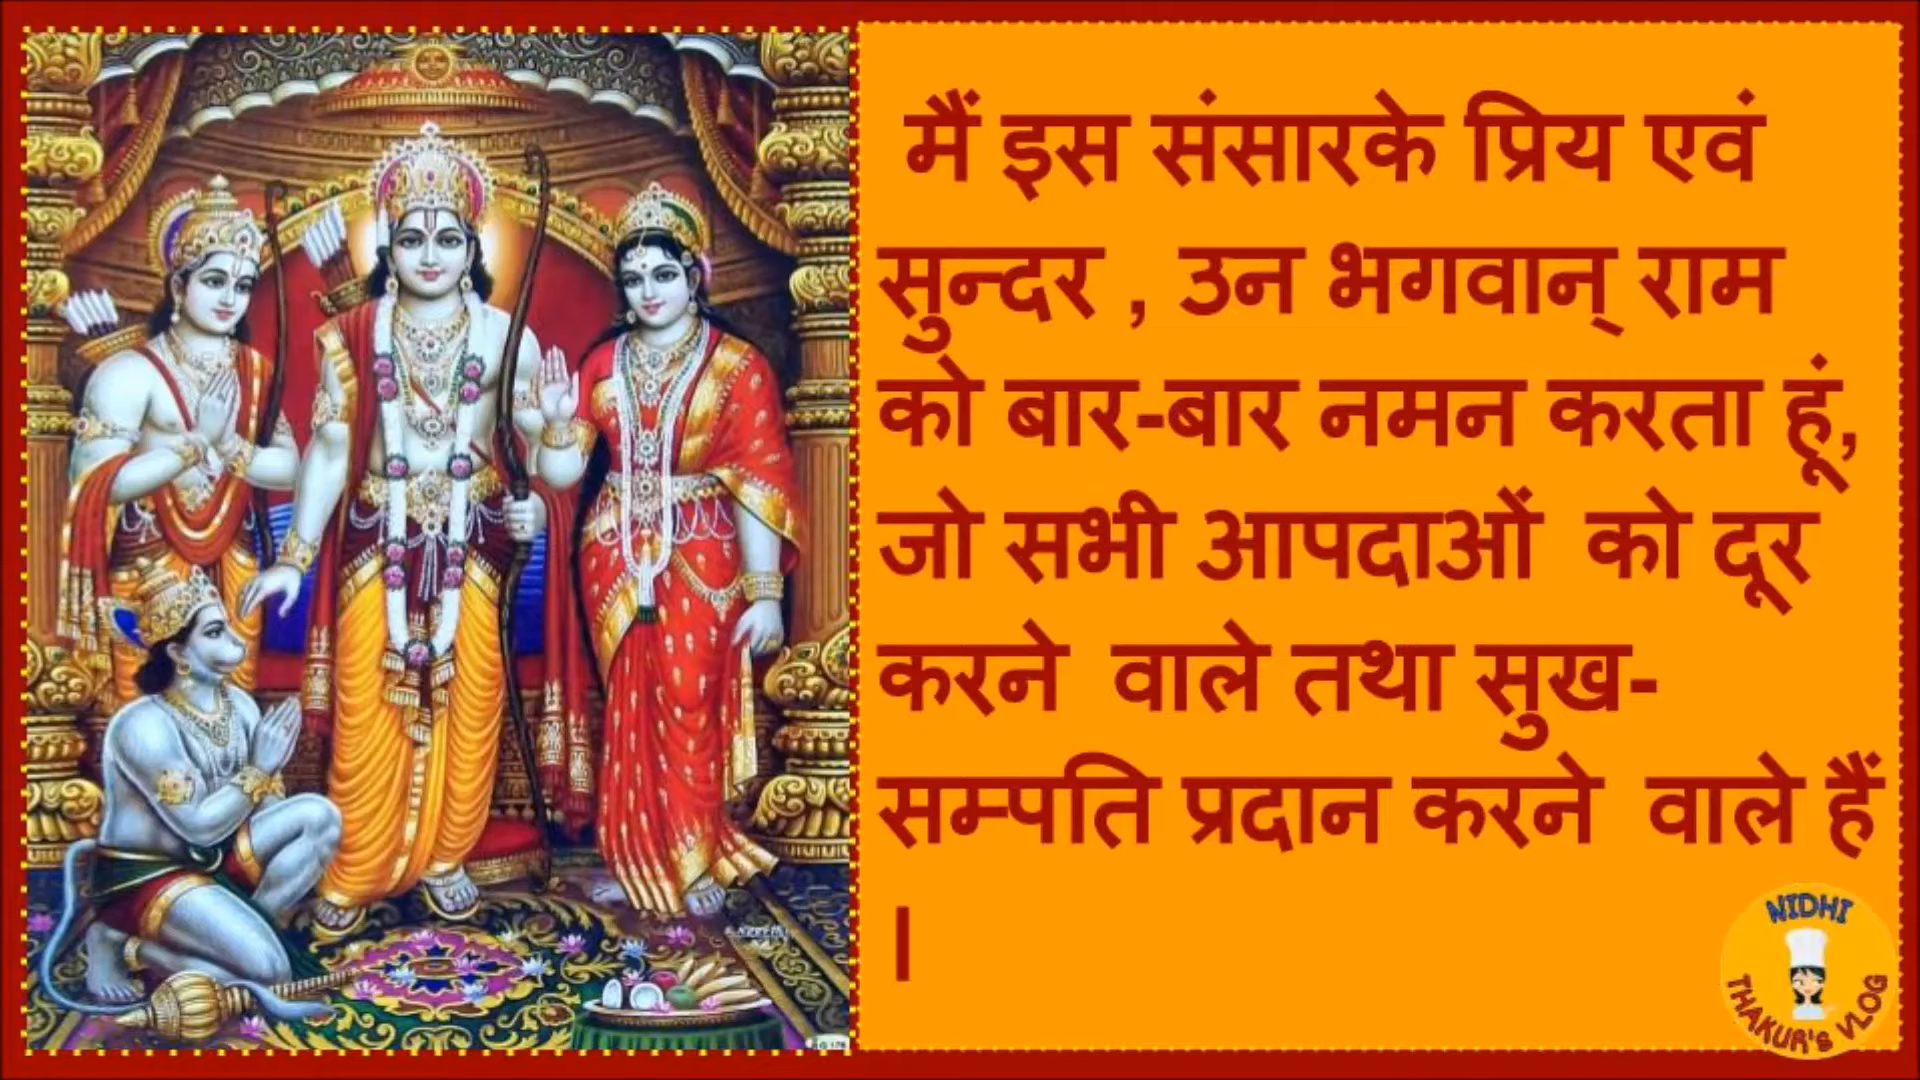 मैं इस संसारके प्रिय एवं
सुन्दर , उन भगवान् राम
को बार-बार नमन करता हूं,
जो सभी आपदाओं को दूर
करने वाले तथा सुख-
सम्पति प्रदान करने वाले हैं
।
NIDHI
THAKUR'S VLOG